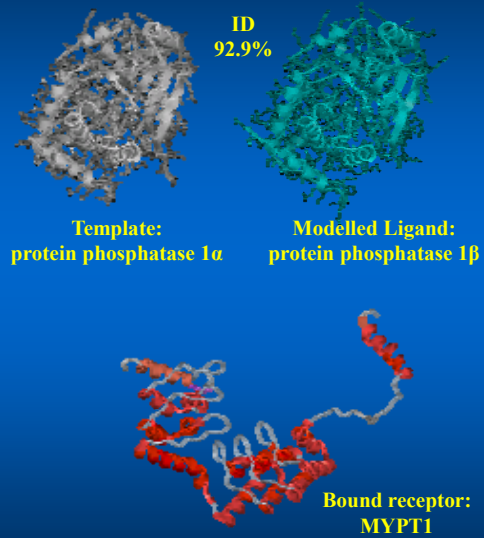 ID
92.9%
Template:
protein phosphatase 1α
Modelled Ligand:
protein phosphatase 1β
Bound receptor:
MYPT1